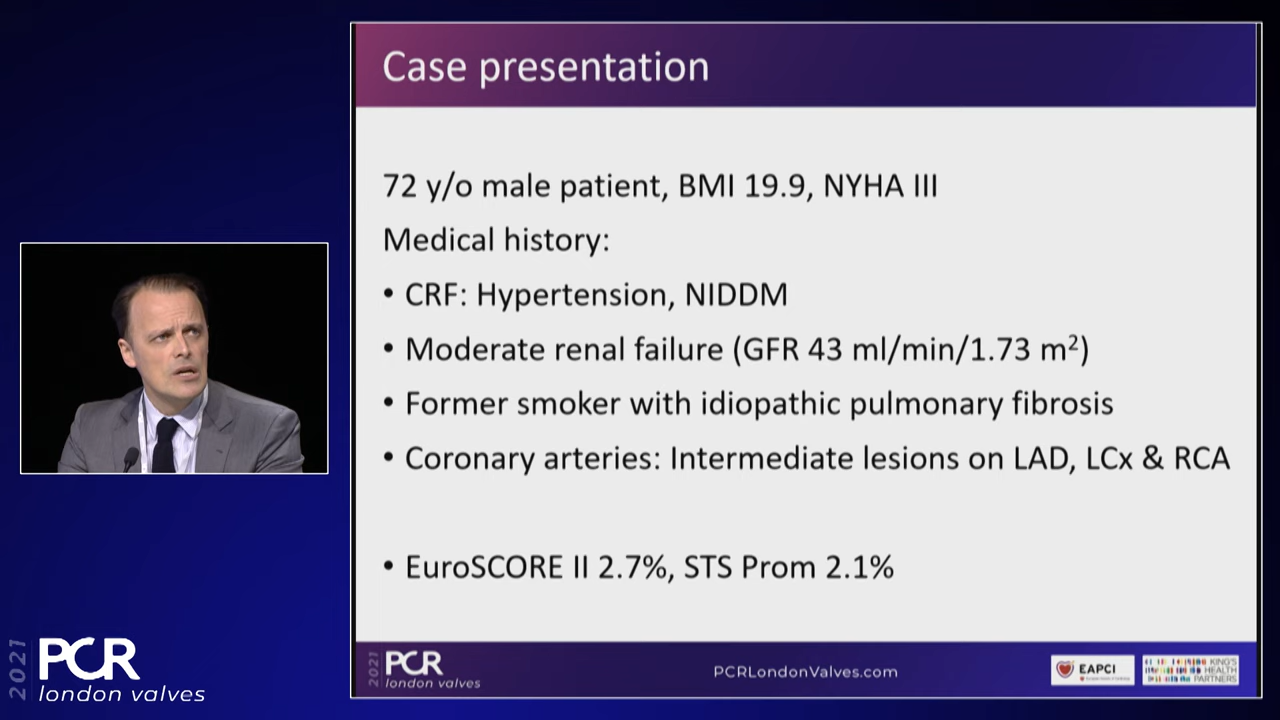 Case presentation
72 y/o male patient, BMI 19.9, NYHA III
Medical history:
• CRF: Hypertension, NIDDM
• Moderate renal failure (GFR 43 ml/min/1.73 m²)
• Former smoker with idiopathic pulmonary fibrosis
• Coronary arteries: Intermediate lesions on LAD, LCx & RCA
• EuroSCORE II 2.7%, STS Prom 2.1%
2021
PCR
london valves
PCRLondonValves.com
EAPCI
KING'S
HEALTH
PARTNERS
2021
PCR
london valves